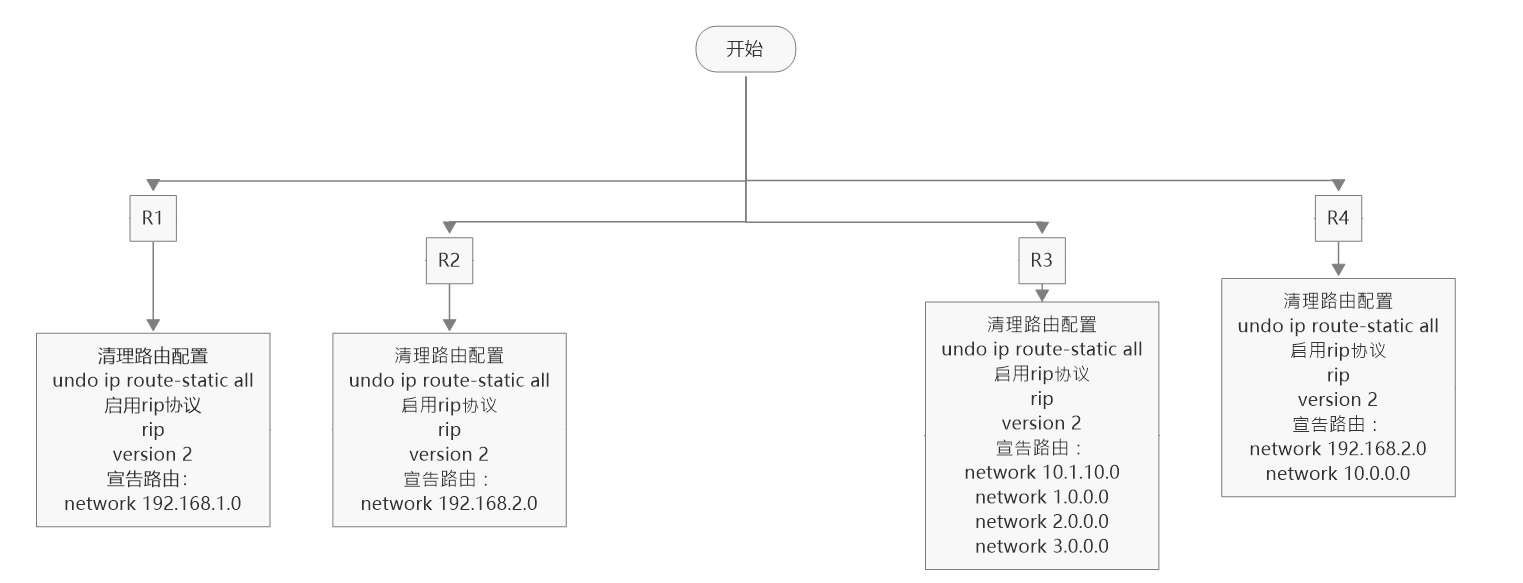 开始
R1
清理路由配置
undo ip route-static all
启用rip协议
rip
version 2
宣告路由：
network 192.168.1.0
R2
清理路由配置
undo ip route-static all
启用rip协议
rip
version 2
宣告路由：
network 192.168.2.0
R3
清理路由配置
undo ip route-static all
启用rip协议
rip
version 2
宣告路由：
network 10.1.10.0
network 1.0.0.0
network 2.0.0.0
network 3.0.0.0
R4
清理路由配置
undo ip route-static all
启用rip协议
rip
version 2
宣告路由：
network 192.168.2.0
network 10.0.0.0